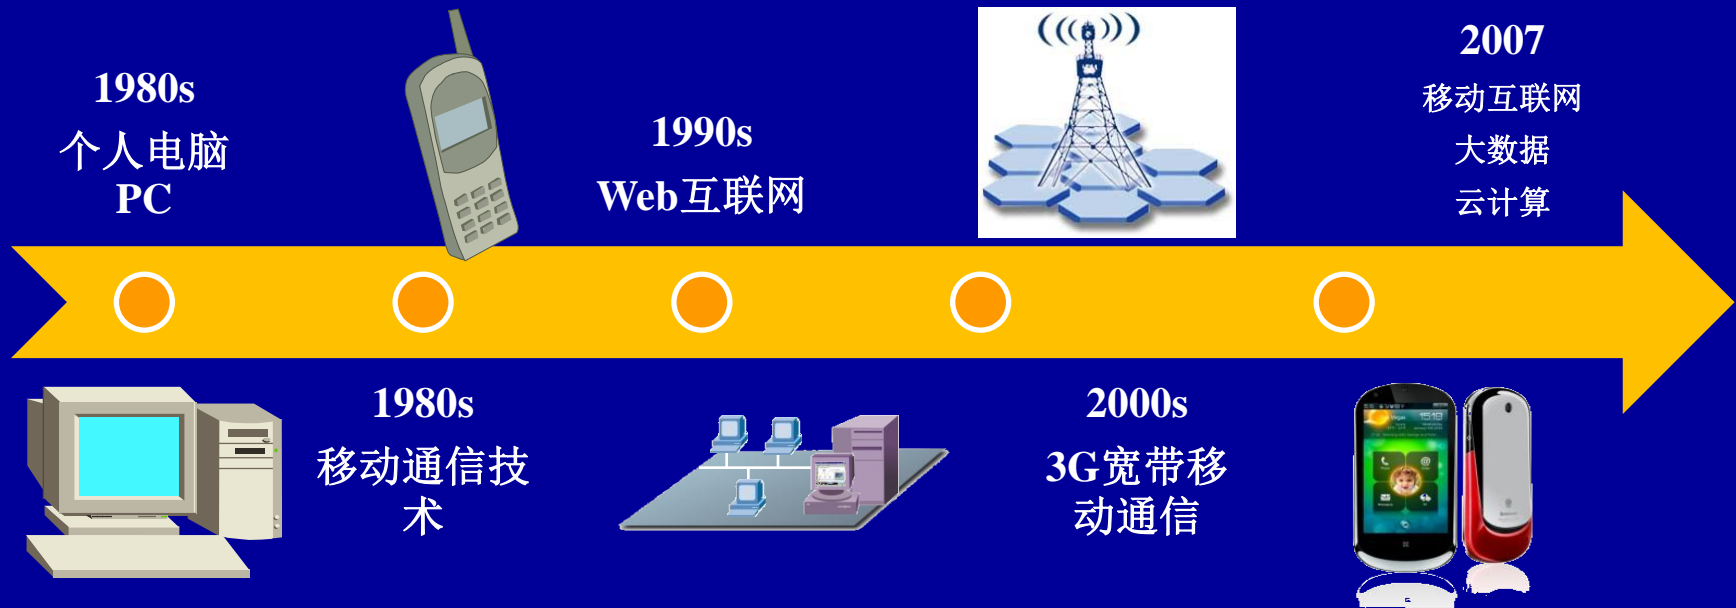 1980s
个人电脑
PC
1980s
移动通信技
术
1990s
Web互联网
2000s
3G宽带移
动通信
2007
移动互联网
大数据
云计算
15:18